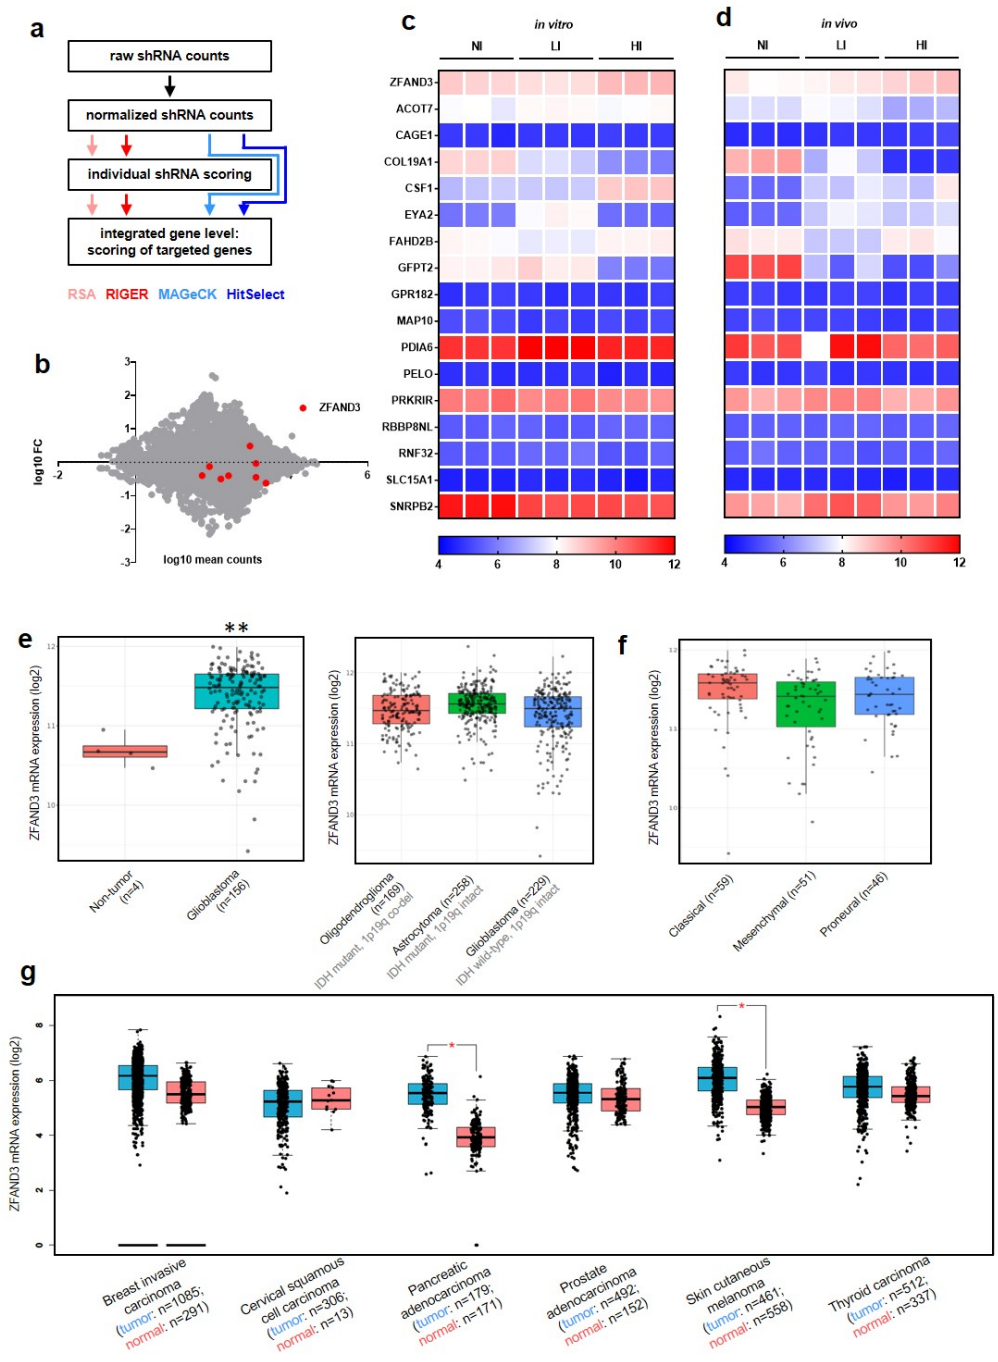 a
raw shRNA counts
normalized shRNA counts
individual shRNA scoring
integrated gene level:
scoring of targeted genes
RSA RIGER MAGeCK HitSelect
b
3
2
1
-1
-2
-3
-2
6
ZFAND3
log10 FC
log10 mean counts
c
in vitro
NI LI HI
ZFAND3
ACOT7
CAGE1
COL19A1
CSF1
EYA2
FAHD2B
GFPT2
GPR182
MAP10
PDIA6
PELO
PRKRIR
RBBP8NL
RNF32
SLC15A1
SNRPB2
4 6 8 10 12
d
in vivo
NI LI HI
4 6 8 10 12
e
**
ZFAND3 mRNA expression (log2)
12
11
10
Non-tumor
(n=4)
Glioblastoma
(n=156)
ZFAND3 mRNA expression (log2)
12
11
10
Oligodendroglioma
(n=169)
IDH mutant, 1p19q co-del
Astrocytoma (n=258)
IDH mutant, 1p19q intact
Glioblastoma (n=229)
IDH wild-type, 1p19q intact
f
ZFAND3 mRNA expression (log2)
12
11
10
Classical (n=59)
Mesenchymal (n=51)
Proneural (n=46)
g
ZFAND3 mRNA expression (log2)
8
6
4
2
0
*
*
Breast invasive
carcinoma
(tumor: n=1085;
normal: n=291)
Cervical squamous
cell carcinoma
(tumor: n=306;
normal: n=13)
Pancreatic
adenocarcinoma
(tumor: n=179;
normal: n=171)
Prostate
adenocarcinoma
(tumor: n=492;
normal: n=152)
Skin cutaneous
melanoma
(tumor: n=461;
normal: n=558)
Thyroid carcinoma
(tumor: n=512;
normal: n=337)